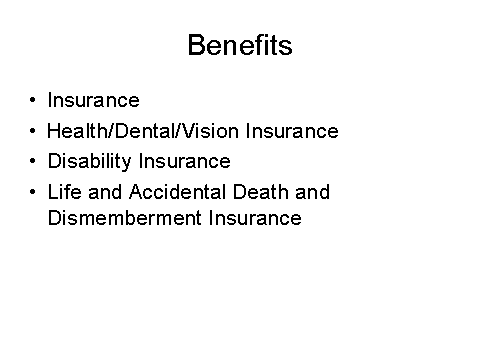 Benefits
• Insurance
• Health/Dental/Vision Insurance
• Disability Insurance
• Life and Accidental Death and
Dismemberment Insurance